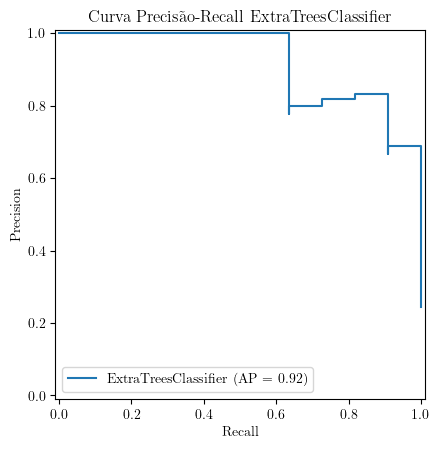 Curva Precisão-Recall ExtraTreesClassifier
1.0
0.8
0.6
0.4
0.2
0.0
Precision
ExtraTreesClassifier (AP = 0.92)
0.0 0.2 0.4 0.6 0.8 1.0
Recall